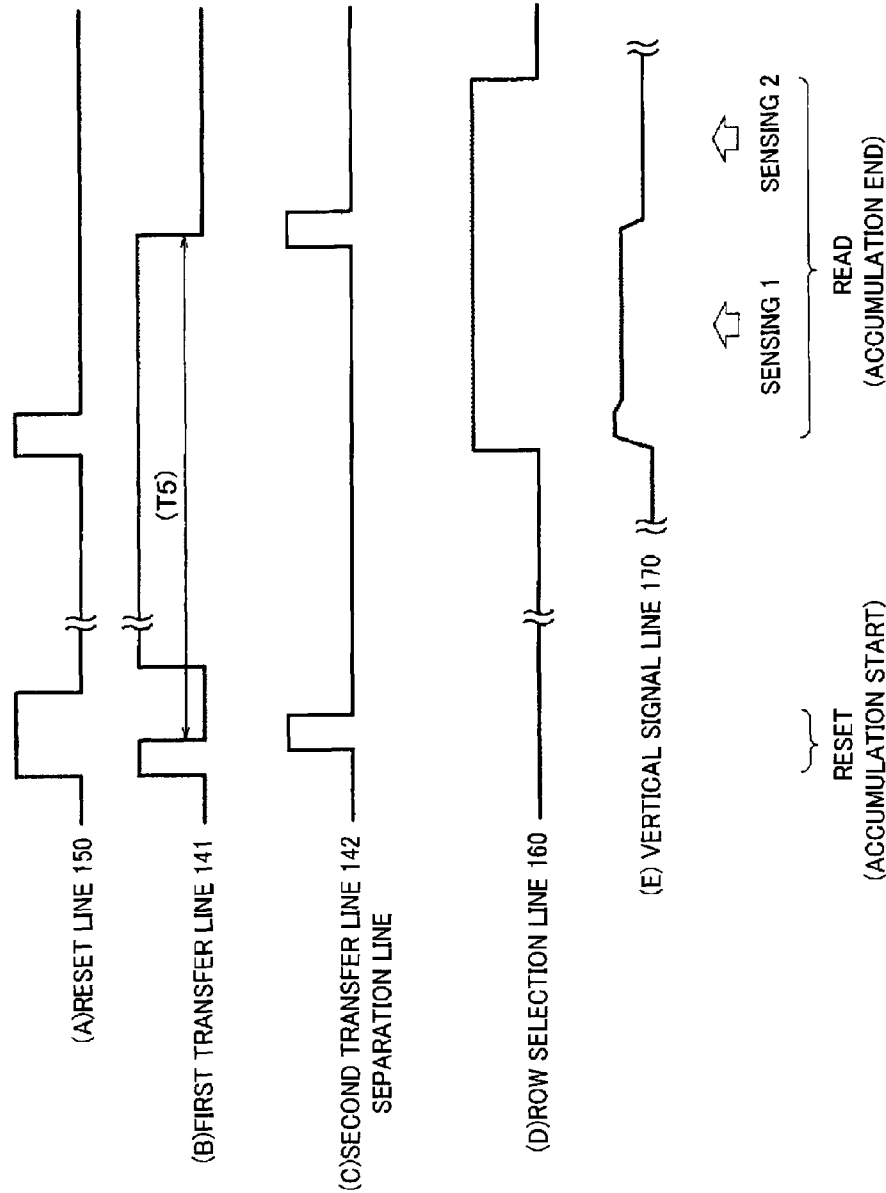 (A)RESET LINE 150
(B)FIRST TRANSFER LINE 141
(T5)
(C)SECOND TRANSFER LINE 142
SEPARATION LINE
(D)ROW SELECTION LINE 160
(E) VERTICAL SIGNAL LINE 170
SENSING 1
SENSING 2
RESET
(ACCUMULATION START)
READ
(ACCUMULATION END)